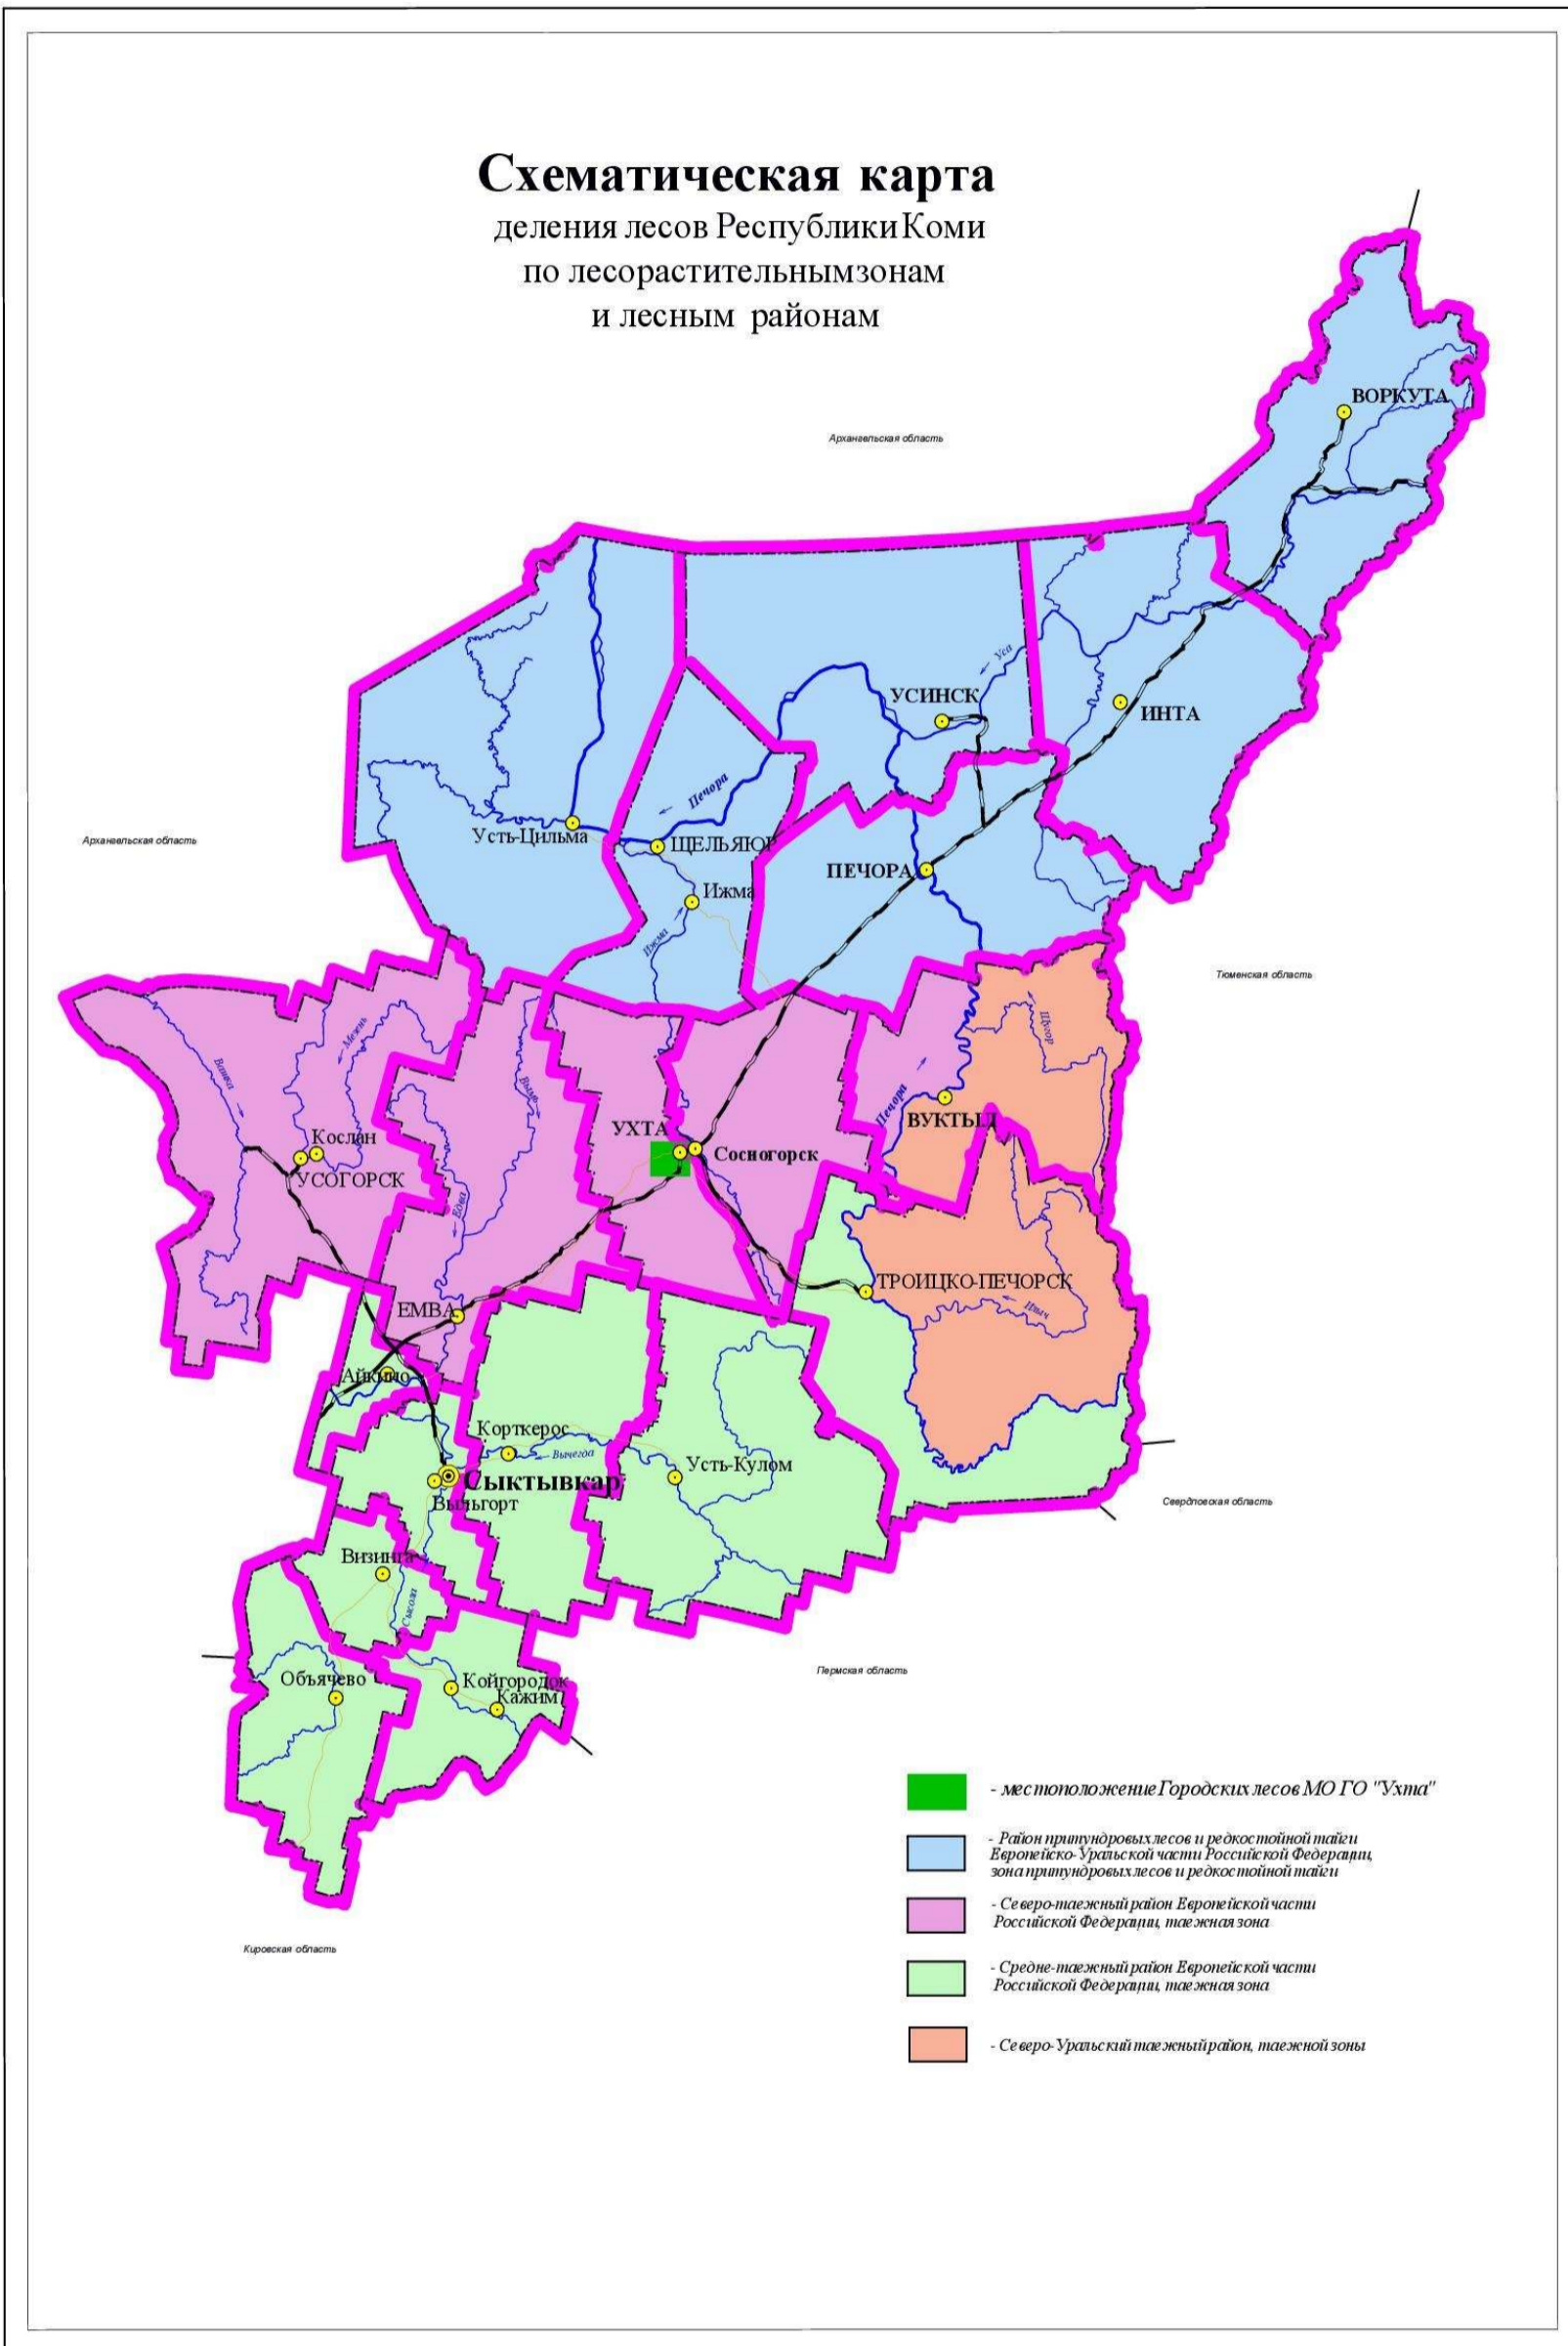 Схематическая карта
деления лесов Республики Коми
по лесорастительнымзонам
и лесным районам
ВОРКУТА
Архангельская область
Уса
УСИНСК
ИНТА
Печора
Усть-Цильма
ЩЕЛЬЯЮР
Архангельская область
ПЕЧОРА
Ижма
Ижма
Тюменская область
Мезень
Щугор
Вашка
Вымь
Печора
ВУКТЫЛ
УХТА
Кослан
Сосногорск
УСОГОРСК
Елва
ТРОИЦКО-ПЕЧОРСК
Илыч
ЕМВА
Айкино
Корткерос
Вычегда
Усть-Кулом
Сыктывкар
Выльгорт
Свердловская область
Визинга
Сысола
Пермская область
Объячево
Койгородок
Кажим
- местоположение Городских лесов МО ГО "Ухта"
- Район притундровых лесов и редкостойной тайги
Европейско-Уральской части Российской Федерации,
зона притундровых лесов и редкостойной тайги
- Северо-таежный район Европейской части
Российской Федерации, таежная зона
Кировская область
- Средне-таежный район Европейской части
Российской Федерации, таежная зона
- Северо-Уральский таежный район, таежной зоны